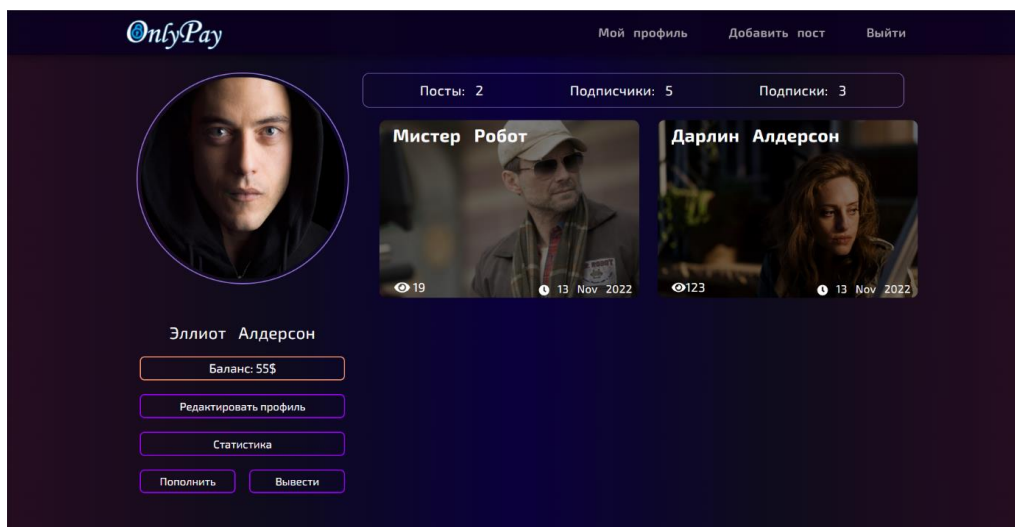 OnlyPay
Мой профиль Добавить пост Выйти
Посты: 2 Подписчики: 5 Подписки: 3
Мистер Робот
19
13 Nov 2022
Дарлин Алдерсон
123
13 Nov 2022
Эллиот Алдерсон
Баланс: 55$
Редактировать профиль
Статистика
Пополнить Вывести